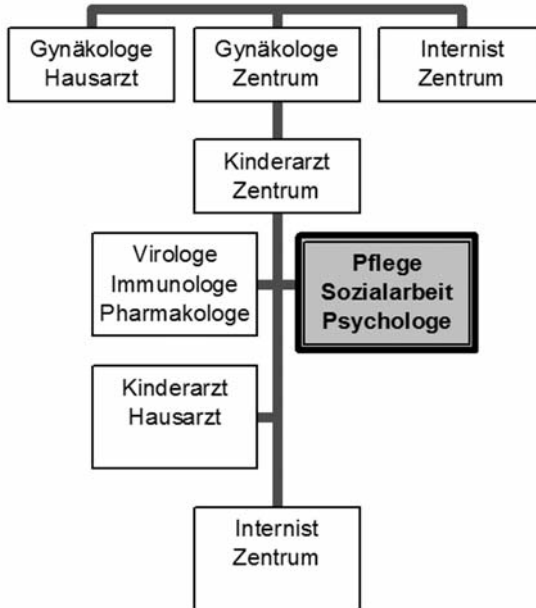 Gynäkologe
Hausarzt
Gynäkologe
Zentrum
Internist
Zentrum
Kinderarzt
Zentrum
Virologe
Immunologe
Pharmakologe
Pflege
Sozialarbeit
Psychologe
Kinderarzt
Hausarzt
Internist
Zentrum